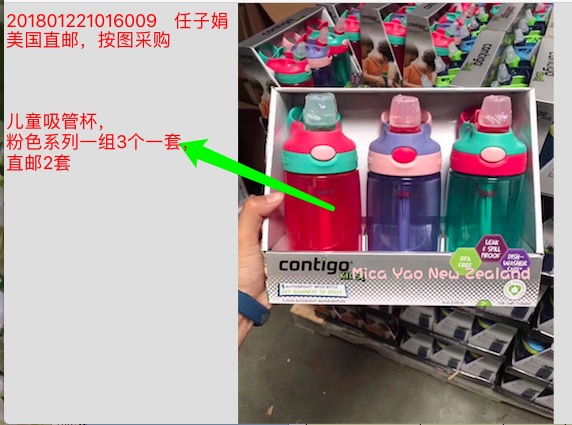 201801221016009 任子娟
美国直邮，按图采购
儿童吸管杯，
粉色系列一组3个一套，
直邮2套
contigo
KIDS
Mica Yao New Zealand
BPA
FREE
LEAK
& SPILL
PROOF
DISH-
WASHER
SAFE